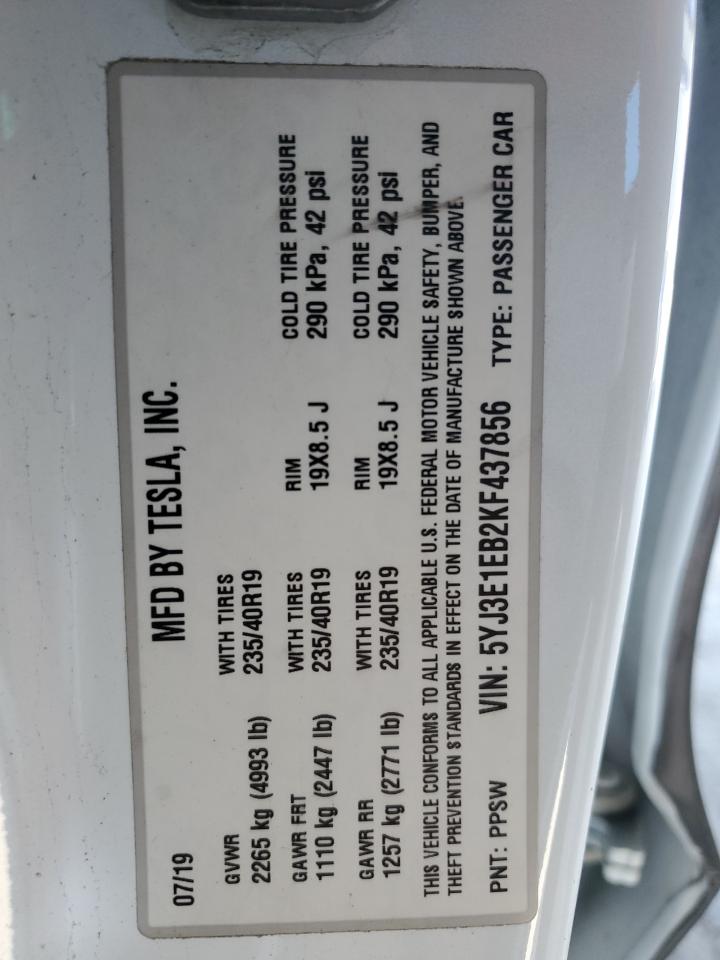 07/19 MFD BY TESLA, INC.
GVWR WITH TIRES
2265 kg (4993 lb) 235/40R19
GAWR FRT WITH TIRES RIM COLD TIRE PRESSURE
1110 kg (2447 lb) 235/40R19 19X8.5 J 290 kPa, 42 psi
GAWR RR WITH TIRES RIM COLD TIRE PRESSURE
1257 kg (2771 lb) 235/40R19 19X8.5 J 290 kPa, 42 psi
THIS VEHICLE CONFORMS TO ALL APPLICABLE U.S. FEDERAL MOTOR VEHICLE SAFETY, BUMPER, AND
THEFT PREVENTION STANDARDS IN EFFECT ON THE DATE OF MANUFACTURE SHOWN ABOVE.
PNT: PPSW VIN: 5YJ3E1EB2KF437856 TYPE: PASSENGER CAR